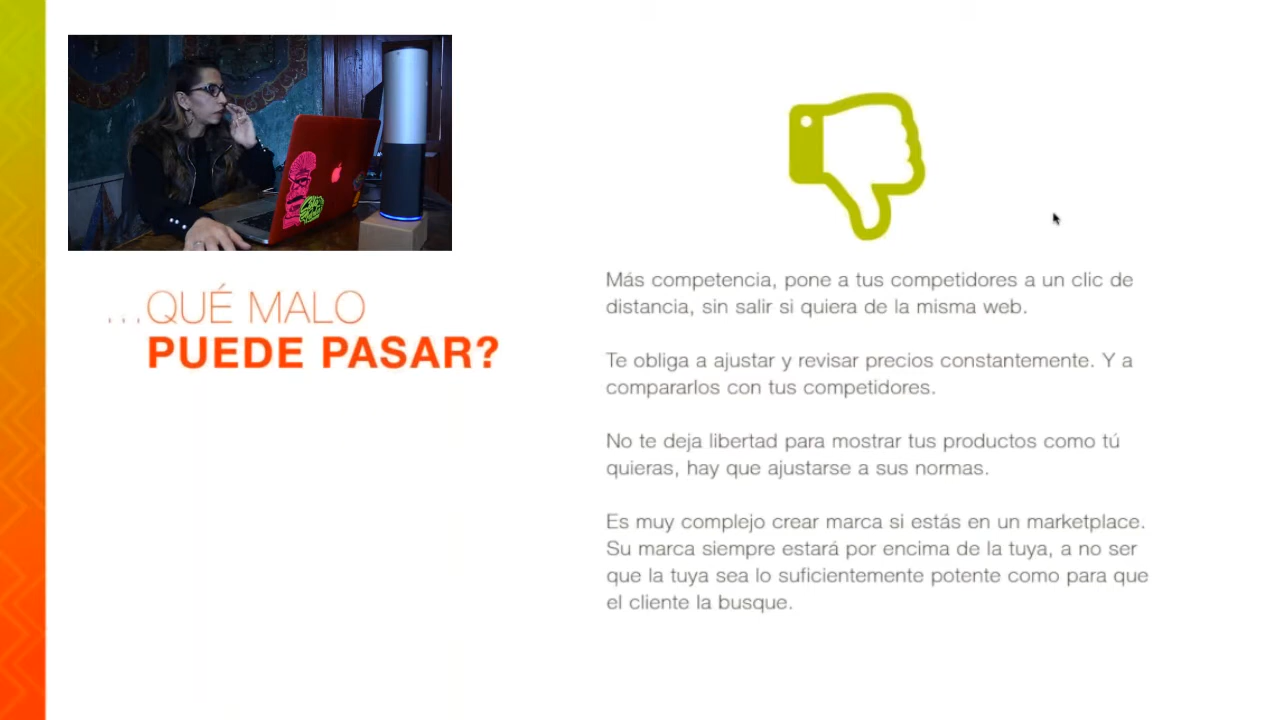 ...QUÉ MALO
PUEDE PASAR?
Más competencia, pone a tus competidores a un clic de
distancia, sin salir si quiera de la misma web.
Te obliga a ajustar y revisar precios constantemente. Y a
compararlos con tus competidores.
No te deja libertad para mostrar tus productos como tú
quieras, hay que ajustarse a sus normas.
Es muy complejo crear marca si estás en un marketplace.
Su marca siempre estará por encima de la tuya, a no ser
que la tuya sea lo suficientemente potente como para que
el cliente la busque.